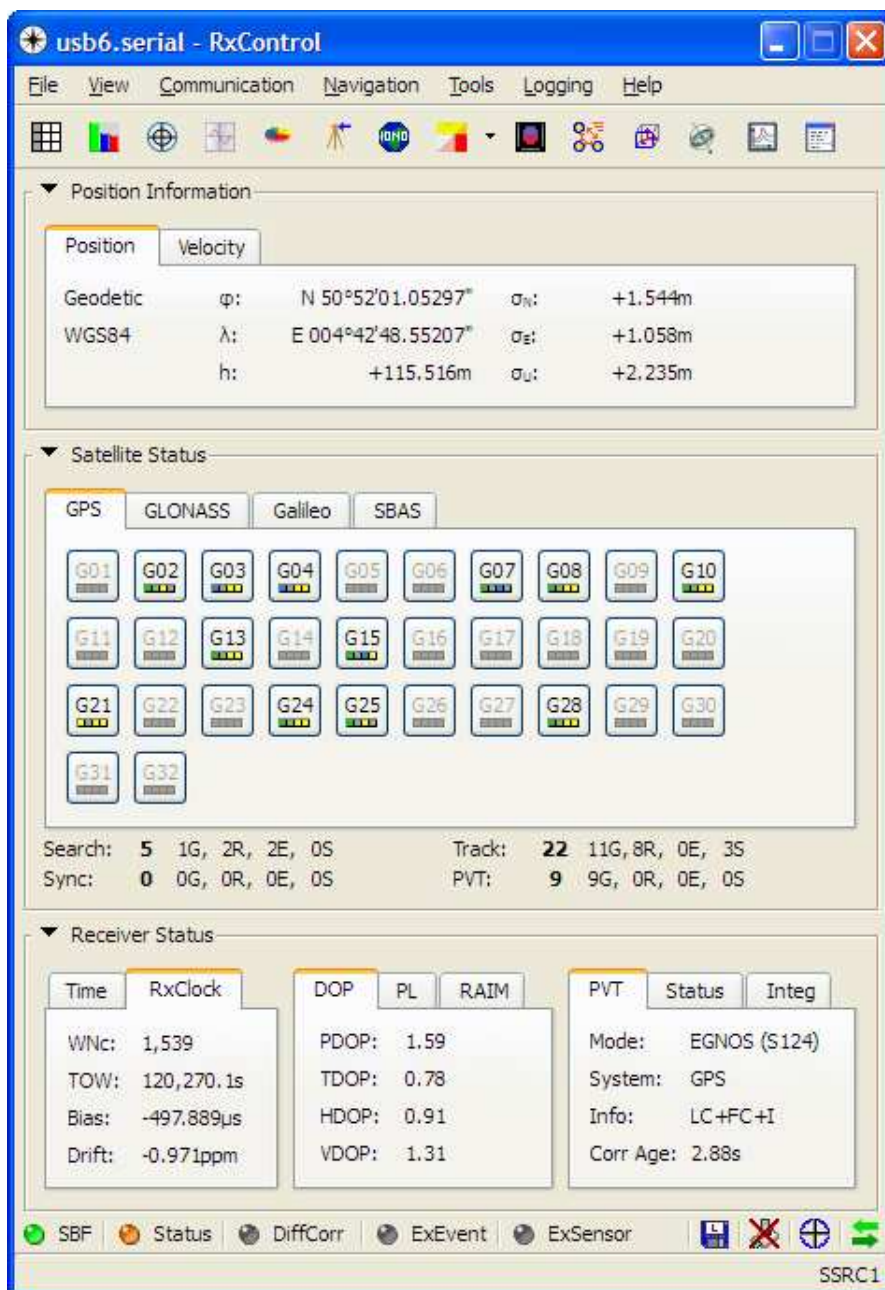 usb6.serial - RxControl
File View Communication Navigation Tools Logging Help
IONO
Position Information
Position Velocity
Geodetic φ: N 50°52'01.05297" σN: +1.544m
WGS84 λ: E 004°42'48.55207" σE: +1.058m
h: +115.516m σU: +2.235m
Satellite Status
GPS GLONASS Galileo SBAS
G01 G02 G03 G04 G05 G06 G07 G08 G09 G10
G11 G12 G13 G14 G15 G16 G17 G18 G19 G20
G21 G22 G23 G24 G25 G26 G27 G28 G29 G30
G31 G32
Search: 5 1G, 2R, 2E, 0S Track: 22 11G, 8R, 0E, 3S
Sync: 0 0G, 0R, 0E, 0S PVT: 9 9G, 0R, 0E, 0S
Receiver Status
Time RxClock DOP PL RAIM PVT Status Integ
WNc: 1,539 PDOP: 1.59 Mode: EGNOS (S124)
TOW: 120,270.1s TDOP: 0.78 System: GPS
Bias: -497.889µs HDOP: 0.91 Info: LC+FC+I
Drift: -0.971ppm VDOP: 1.31 Corr Age: 2.88s
SBF Status DiffCorr ExEvent ExSensor L
SSRC1